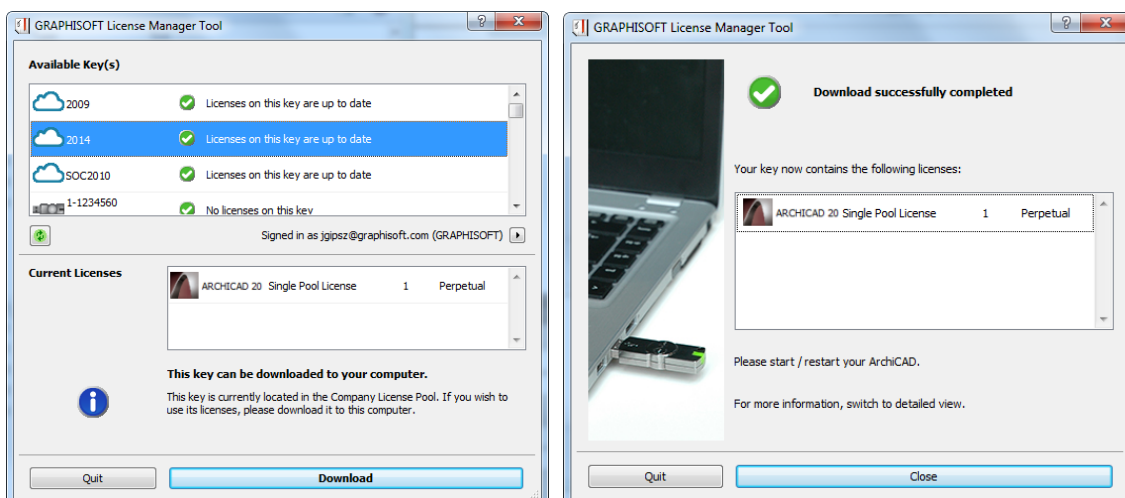 GRAPHISOFT License Manager Tool
Available Key(s)
2009 Licenses on this key are up to date
2014 Licenses on this key are up to date
SOC2010 Licenses on this key are up to date
1-1234560 No licenses on this key
Signed in as jgipsz@graphisoft.com (GRAPHISOFT)
Current Licenses
ARCHICAD 20 Single Pool License 1 Perpetual
This key can be downloaded to your computer.
This key is currently located in the Company License Pool. If you wish to
use its licenses, please download it to this computer.
Quit Download
GRAPHISOFT License Manager Tool
Download successfully completed
Your key now contains the following licenses:
ARCHICAD 20 Single Pool License 1 Perpetual
Please start / restart your ArchiCAD.
For more information, switch to detailed view.
Quit Close